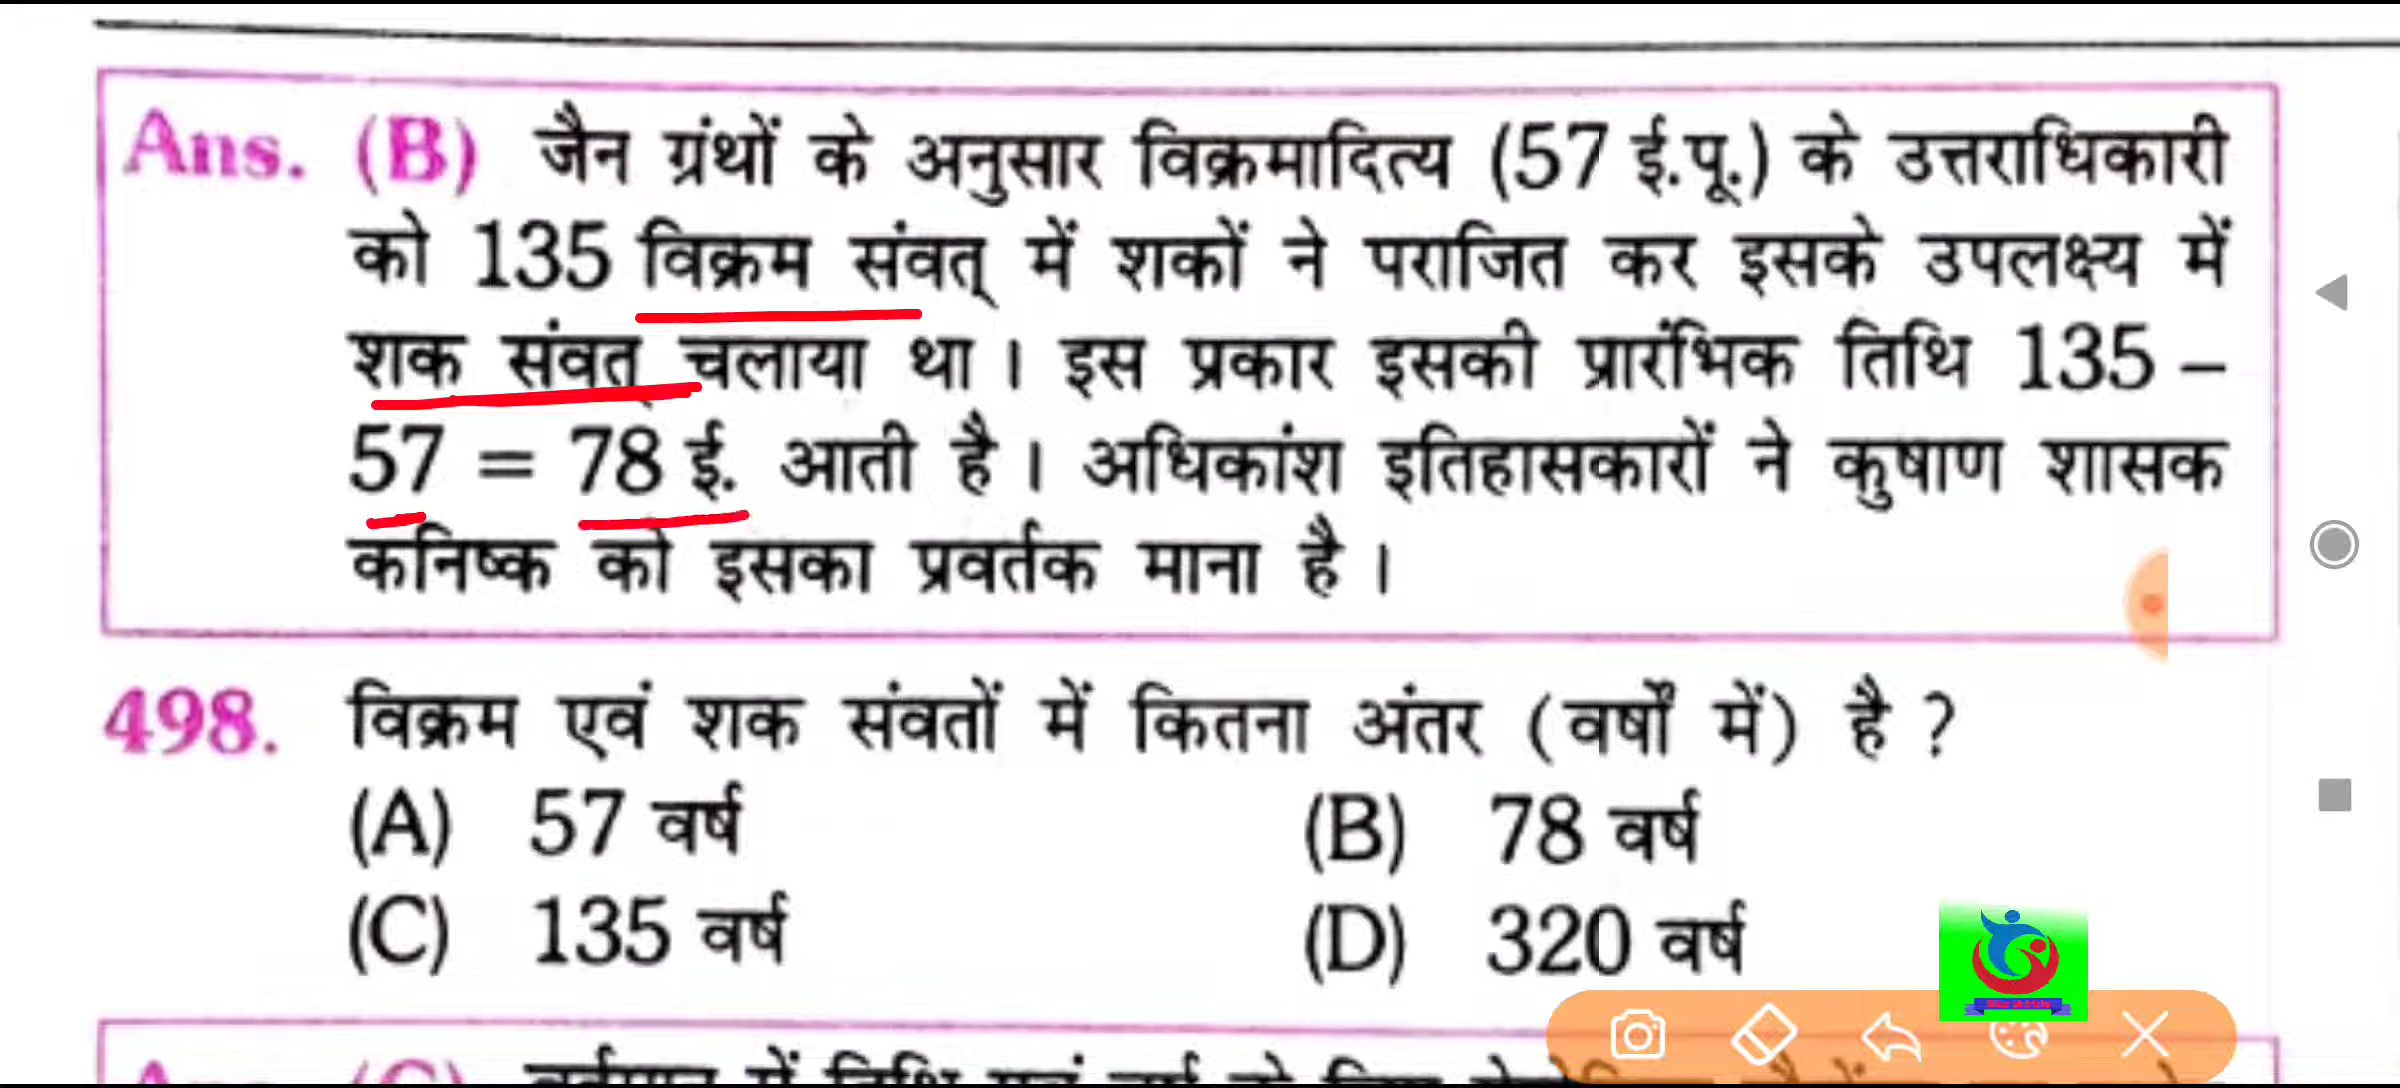 Ans. (B) जैन ग्रंथों के अनुसार विक्रमादित्य (57 ई.पू.) के उत्तराधिकारी
को 135 विक्रम संवत् में शकों ने पराजित कर इसके उपलक्ष्य में
शक संवत् चलाया था। इस प्रकार इसकी प्रारंभिक तिथि 135 –
57 = 78 ई. आती है। अधिकांश इतिहासकारों ने कुषाण शासक
कनिष्क को इसका प्रवर्तक माना है।
498. विक्रम एवं शक संवतों में कितना अंतर (वर्षों में) है ?
(A) 57 वर्ष (B) 78 वर्ष
(C) 135 वर्ष (D) 320 वर्ष